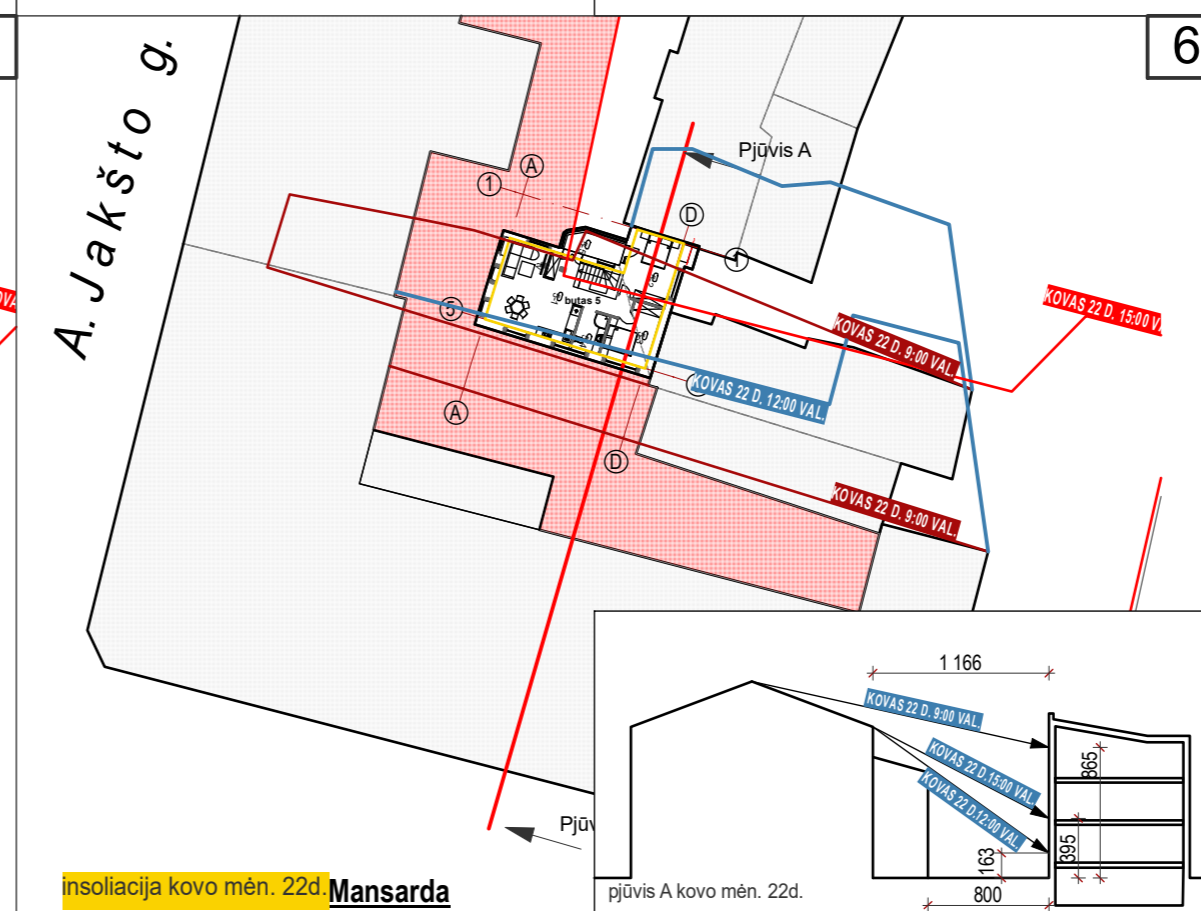 A. Jakšto g.
6
Pjūvis A
A
1
D
1
5
butas 5
A
D
KOVAS 22 D. 15:00 V
KOVAS 22 D. 9:00 VAL.
KOVAS 22 D. 12:00 VAL.
KOVAS 22 D. 9:00 VAL.
Pjūv
1 166
KOVAS 22 D. 9:00 VAL.
KOVAS 22 D.15:00 VAL.
KOVAS 22 D.12:00 VAL.
865
395
163
800
pjūvis A kovo mėn. 22d.
insoliacija kovo mėn. 22d. Mansarda